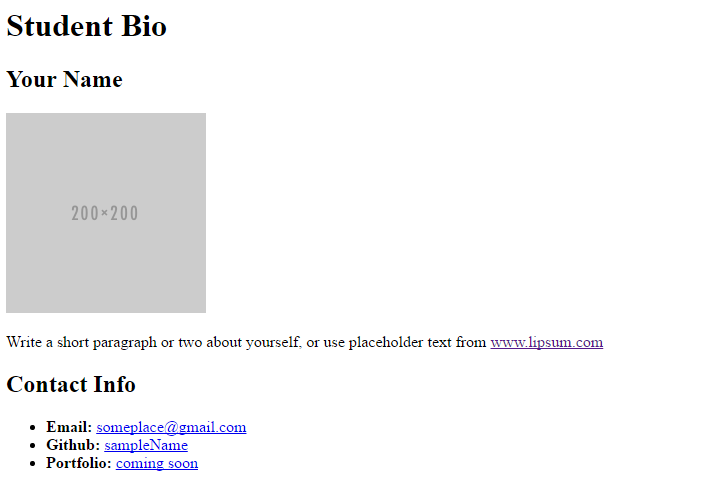 Student Bio
Your Name
200×200
Write a short paragraph or two about yourself, or use placeholder text from www.lipsum.com
Contact Info
Email: someplace@gmail.com
Github: sampleName
Portfolio: coming soon